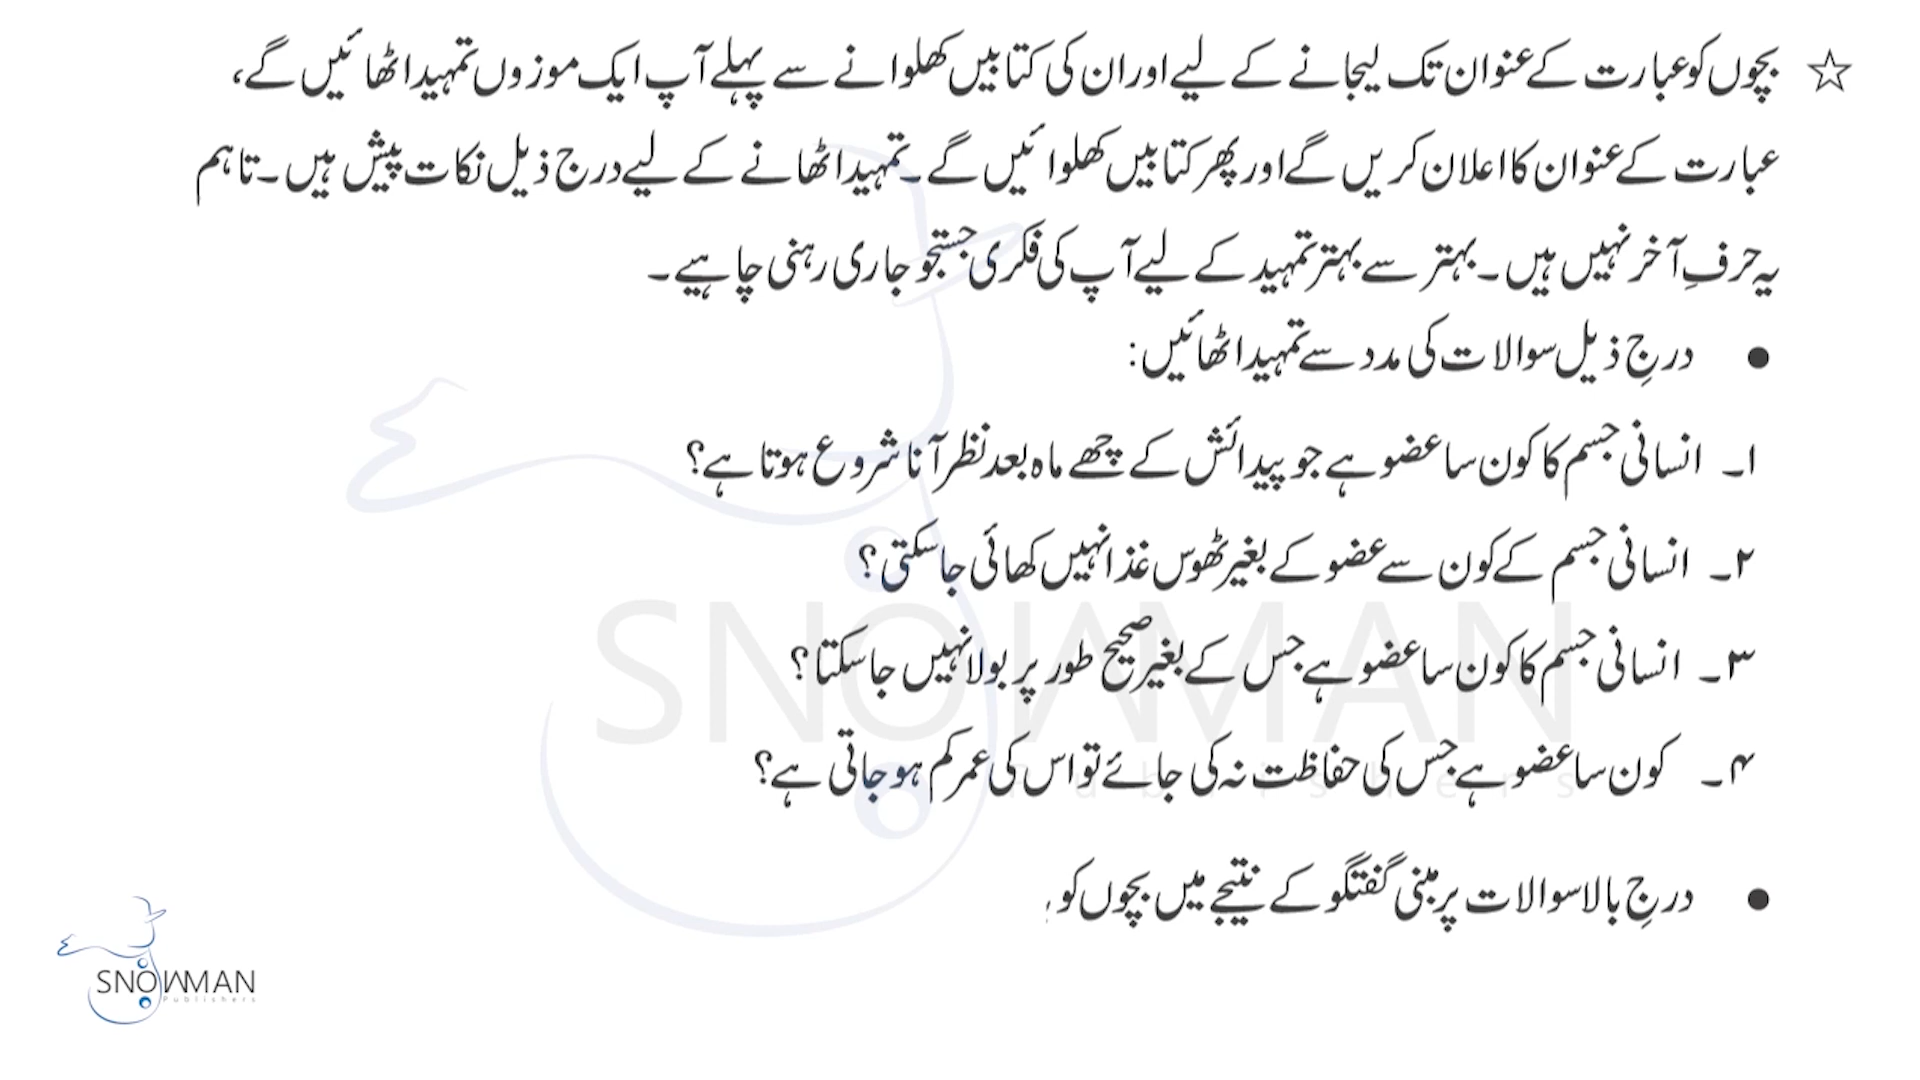 ☆ بچوں کو عبارت کے عنوان تک لیجانے کے لیے اور ان کی کتابیں کھلوانے سے پہلے آپ ایک موزوں تمہید اٹھائیں گے،
عبارت کے عنوان کا اعلان کریں گے اور پھر کتابیں کھلوائیں گے۔ تمہید اٹھانے کے لیے درج ذیل نکات پیش ہیں۔ تاہم
یہ حرفِ آخر نہیں ہیں۔ بہتر سے بہتر تمہید کے لیے آپ کی فکری جستجو جاری رہنی چاہیے۔
● درجِ ذیل سوالات کی مدد سے تمہید اٹھائیں:
۱۔ انسانی جسم کا کون سا عضو ہے جو پیدائش کے چھے ماہ بعد نظر آنا شروع ہوتا ہے؟
۲۔ انسانی جسم کے کون سے عضو کے بغیر ٹھوس غذا نہیں کھائی جاسکتی؟
۳۔ انسانی جسم کا کون سا عضو ہے جس کے بغیر صحیح طور پر بولا نہیں جاسکتا؟
۴۔ کون سا عضو ہے جس کی حفاظت نہ کی جائے تو اس کی عمر کم ہوجاتی ہے؟
● درجِ بالا سوالات پر مبنی گفتگو کے نتیجے میں بچوں کو
SNOWMAN
Publishers
SNOWMAN
Publishers